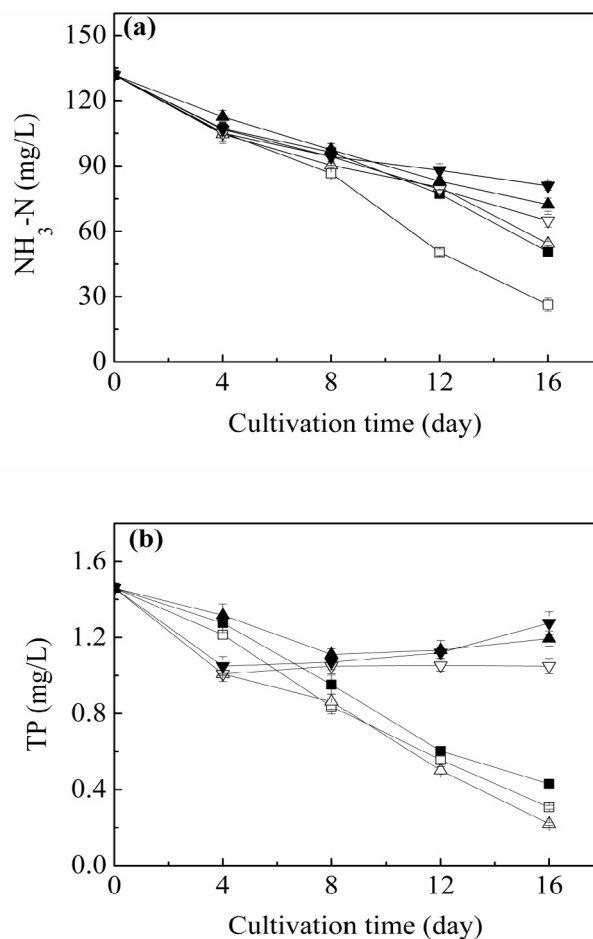 (a)
150
120
90
60
30
0
NH3-N (mg/L)
0 4 8 12 16
Cultivation time (day)
(b)
1.6
1.2
0.8
0.4
0.0
TP (mg/L)
0 4 8 12 16
Cultivation time (day)